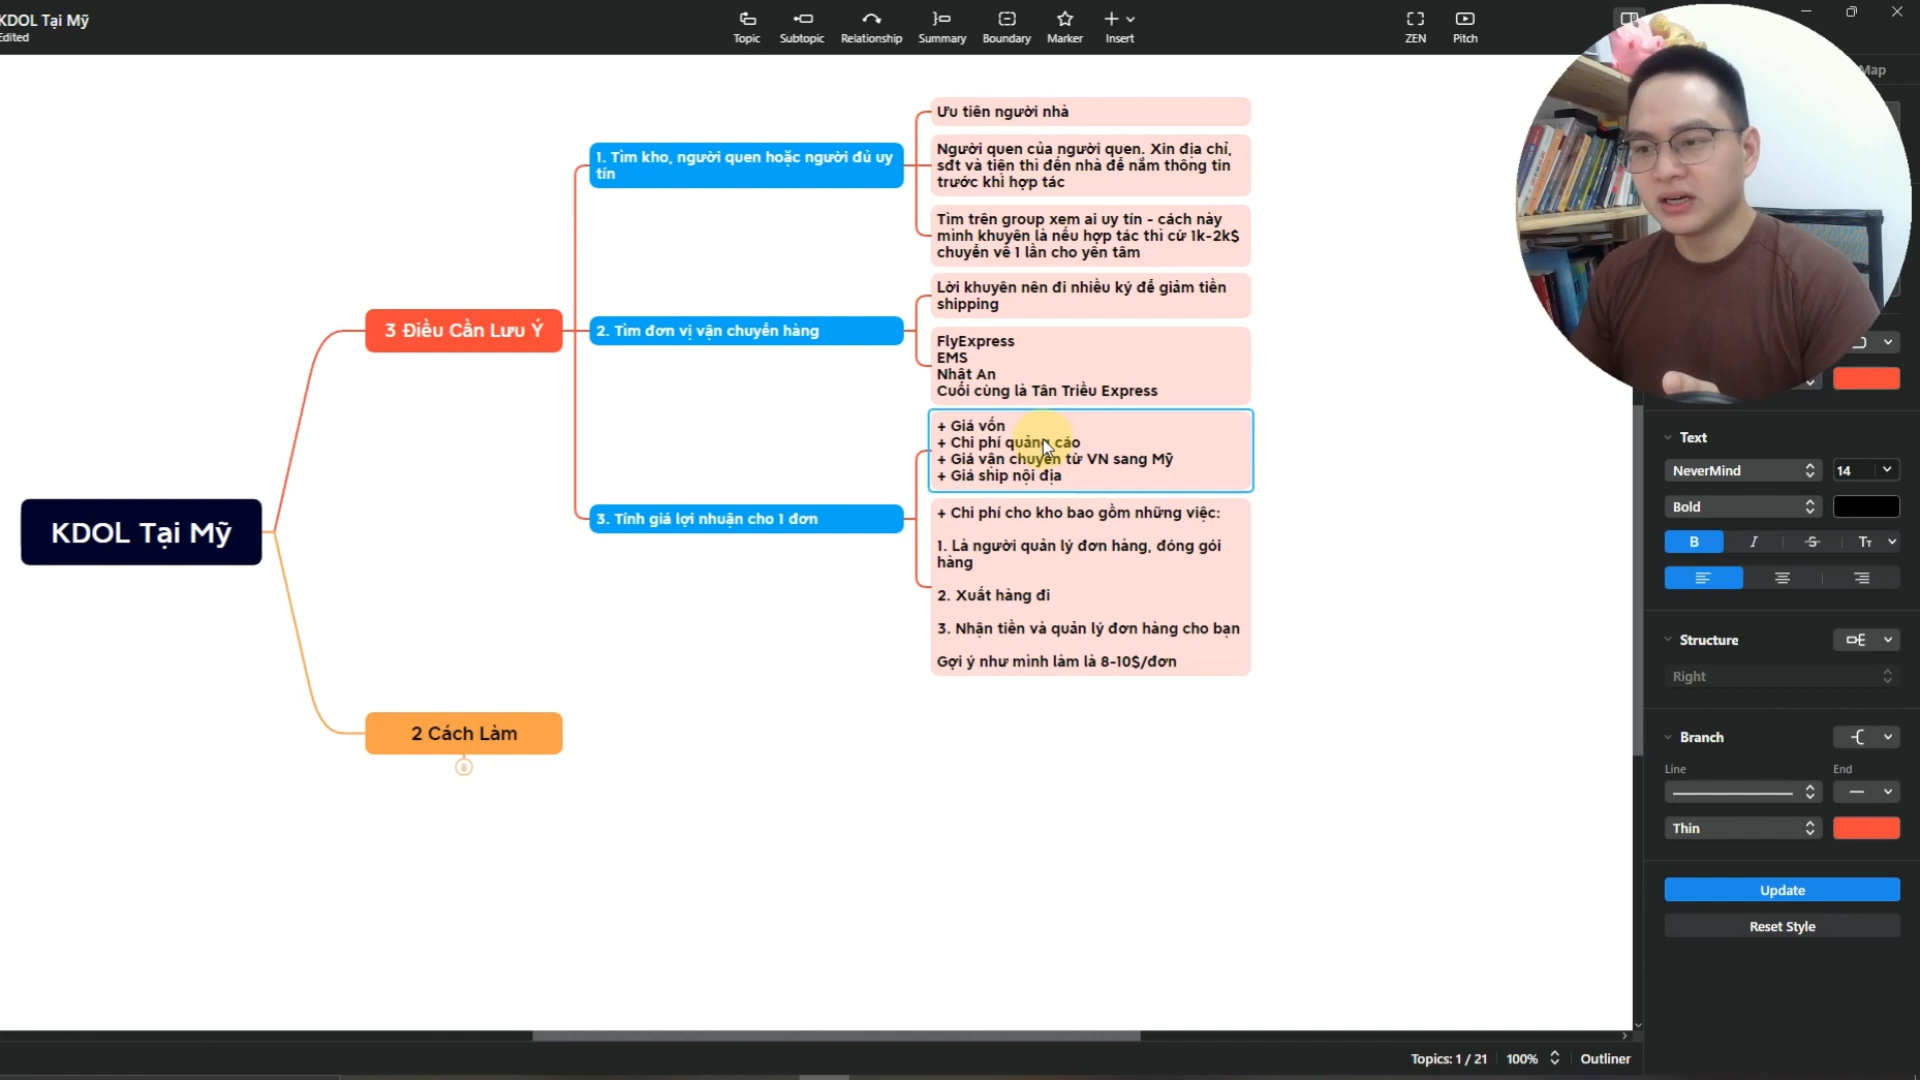 KDOL Tại Mỹ
Edited
Topic
Subtopic
Relationship
Summary
Boundary
Marker
Insert
ZEN
Pitch
Map
Ưu tiên người nhà
1. Tìm kho, người quen hoặc người đủ uy
tín
Người quen của người quen. Xin địa chỉ,
sđt và tiện thì đến nhà để nắm thông tin
trước khi hợp tác
Tìm trên group xem ai uy tín - cách này
mình khuyên là nếu hợp tác thì cứ 1k-2k$
chuyển về 1 lần cho yên tâm
3 Điều Cần Lưu Ý
2. Tìm đơn vị vận chuyển hàng
Lời khuyên nên đi nhiều ký để giảm tiền
shipping
FlyExpress
EMS
Nhật An
Cuối cùng là Tân Triều Express
+ Giá vốn
+ Chi phí quảng cáo
+ Giá vận chuyển từ VN sang Mỹ
+ Giá ship nội địa
3. Tính giá lợi nhuận cho 1 đơn
+ Chi phí cho kho bao gồm những việc:
1. Là người quản lý đơn hàng, đóng gói
hàng
2. Xuất hàng đi
3. Nhận tiền và quản lý đơn hàng cho bạn
Gợi ý như mình làm là 8-10$/đơn
KDOL Tại Mỹ
2 Cách Làm
8
Text
NeverMind
14
Bold
B
I
S
Tт
Structure
Right
Branch
Line
End
Thin
Update
Reset Style
Topics: 1 / 21
100%
Outliner